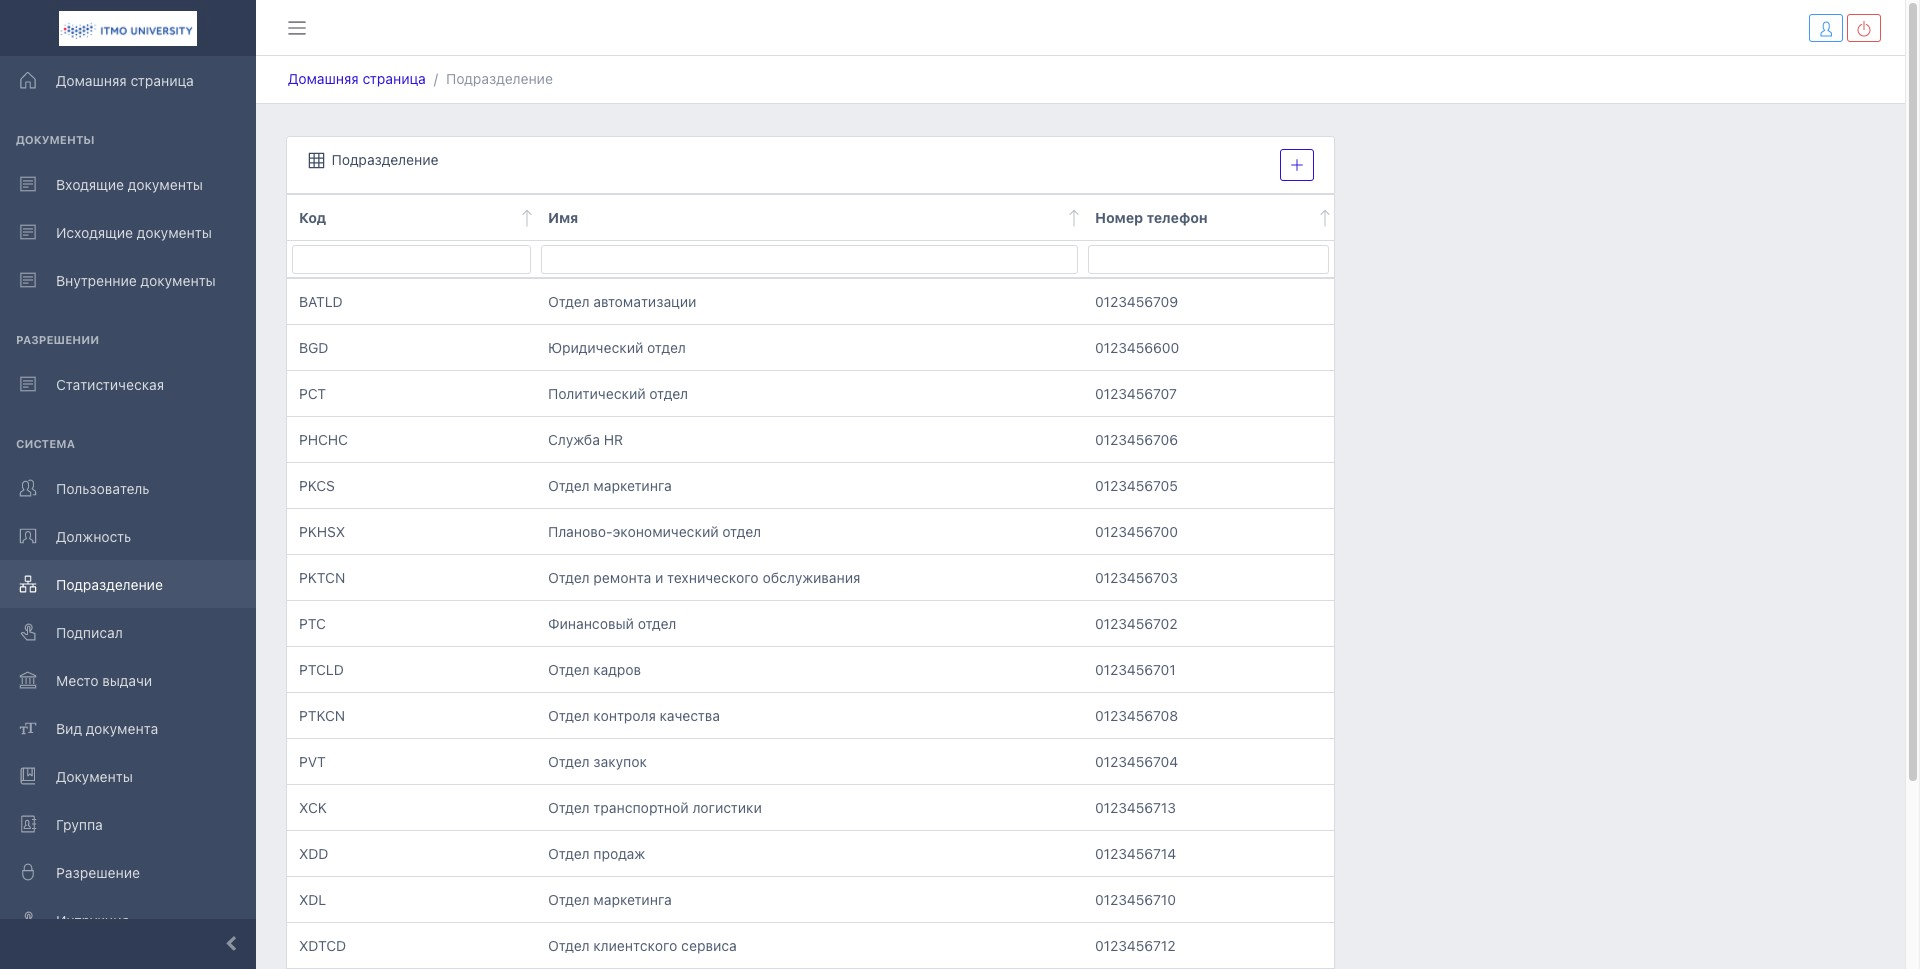 ITMO UNIVERSITY
Домашняя страница
ДОКУМЕНТЫ
Входящие документы
Исходящие документы
Внутренние документы
РАЗРЕШЕНИИ
Статистическая
СИСТЕМА
Пользователь
Должность
Подразделение
Подписал
Место выдачи
Вид документа
Документы
Группа
Разрешение
Домашняя страница / Подразделение
Подразделение
Код Имя Номер телефон
BATLD Отдел автоматизации 0123456709
BGD Юридический отдел 0123456600
PCT Политический отдел 0123456707
PHCHC Служба HR 0123456706
PKCS Отдел маркетинга 0123456705
PKHSX Планово-экономический отдел 0123456700
PKTCN Отдел ремонта и технического обслуживания 0123456703
PTC Финансовый отдел 0123456702
PTCLD Отдел кадров 0123456701
PTKCN Отдел контроля качества 0123456708
PVT Отдел закупок 0123456704
XCK Отдел транспортной логистики 0123456713
XDD Отдел продаж 0123456714
XDL Отдел маркетинга 0123456710
XDTCD Отдел клиентского сервиса 0123456712